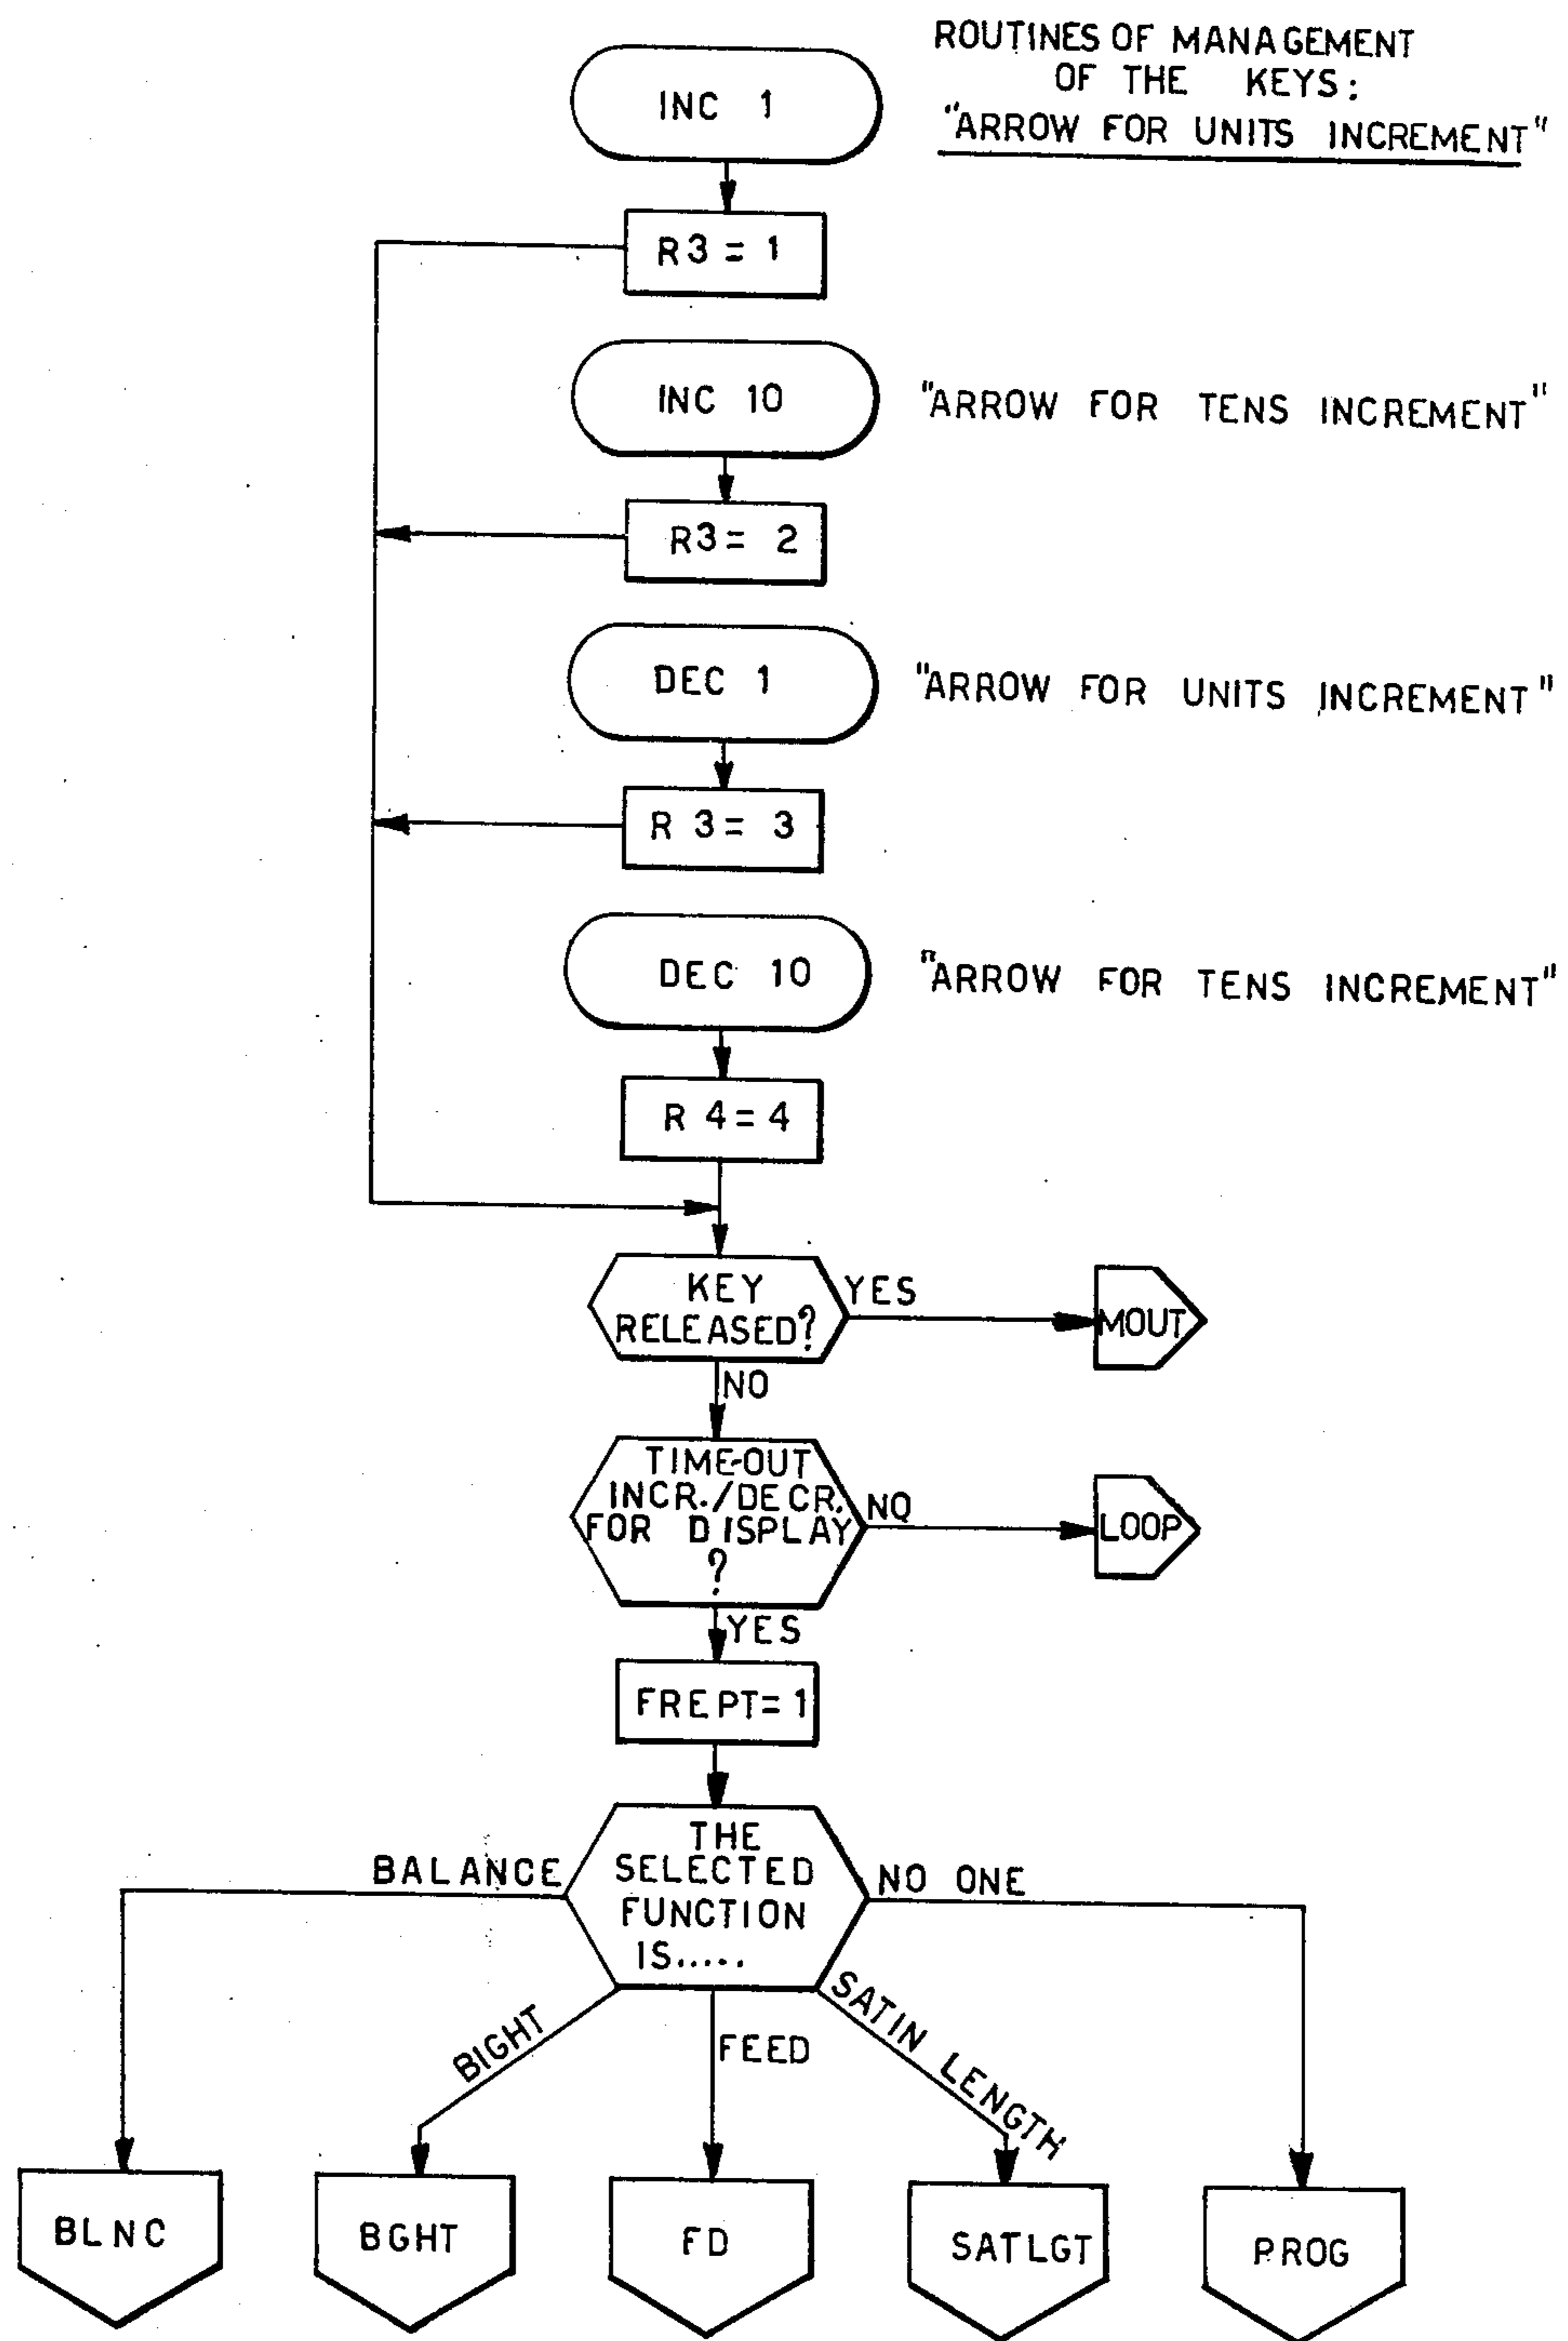 ROUTINES OF MANAGEMENT
OF THE KEYS:
"ARROW FOR UNITS INCREMENT"
INC 1
R3 = 1
INC 10
"ARROW FOR TENS INCREMENT"
R3= 2
DEC 1
"ARROW FOR UNITS INCREMENT"
R 3= 3
DEC 10
"ARROW FOR TENS INCREMENT"
R 4= 4
KEY
RELEASED?
YES
MOUT
NO
TIME-OUT
INCR./DECR.
FOR DISPLAY
?
NO
LOOP
YES
FREPT= 1
THE
SELECTED
FUNCTION
IS.....
BALANCE
NO ONE
BIGHT
FEED
SATIN LENGTH
BLNC
BGHT
FD
SATLGT
PROG